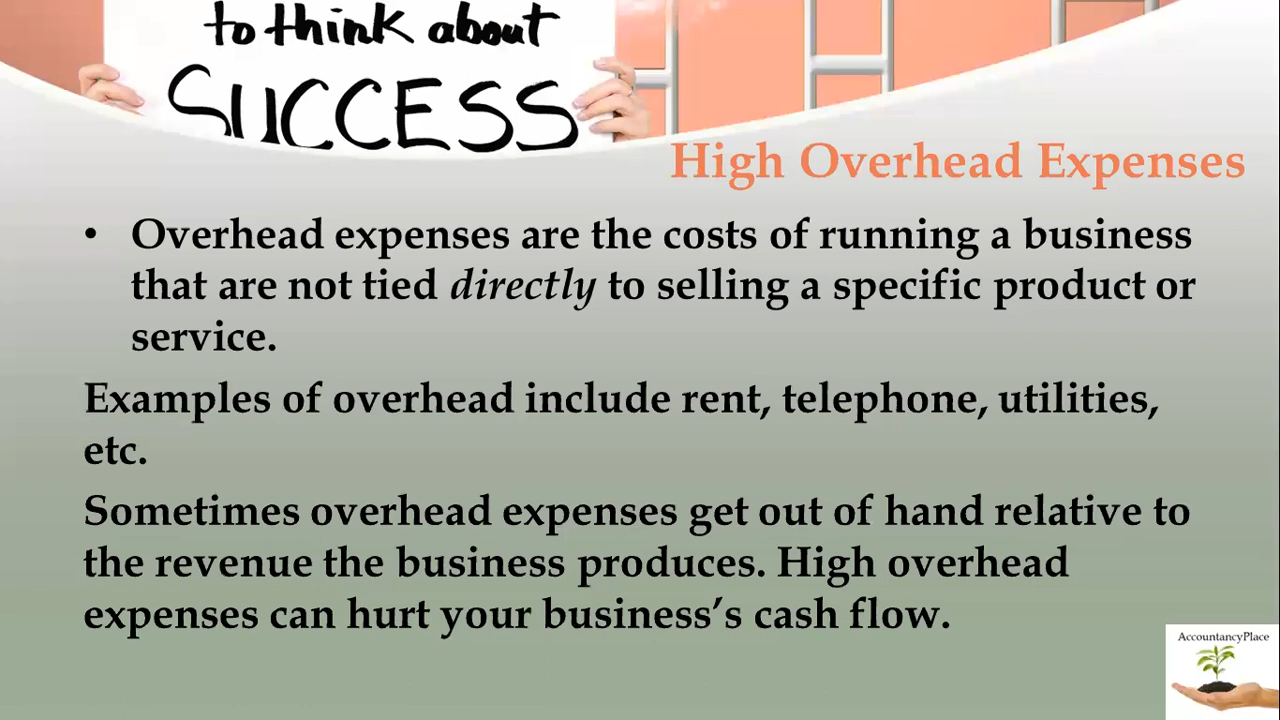 to think about
SUCCESS
High Overhead Expenses
• Overhead expenses are the costs of running a business
that are not tied directly to selling a specific product or
service.
Examples of overhead include rent, telephone, utilities,
etc.
Sometimes overhead expenses get out of hand relative to
the revenue the business produces. High overhead
expenses can hurt your business’s cash flow.
AccountancyPlace